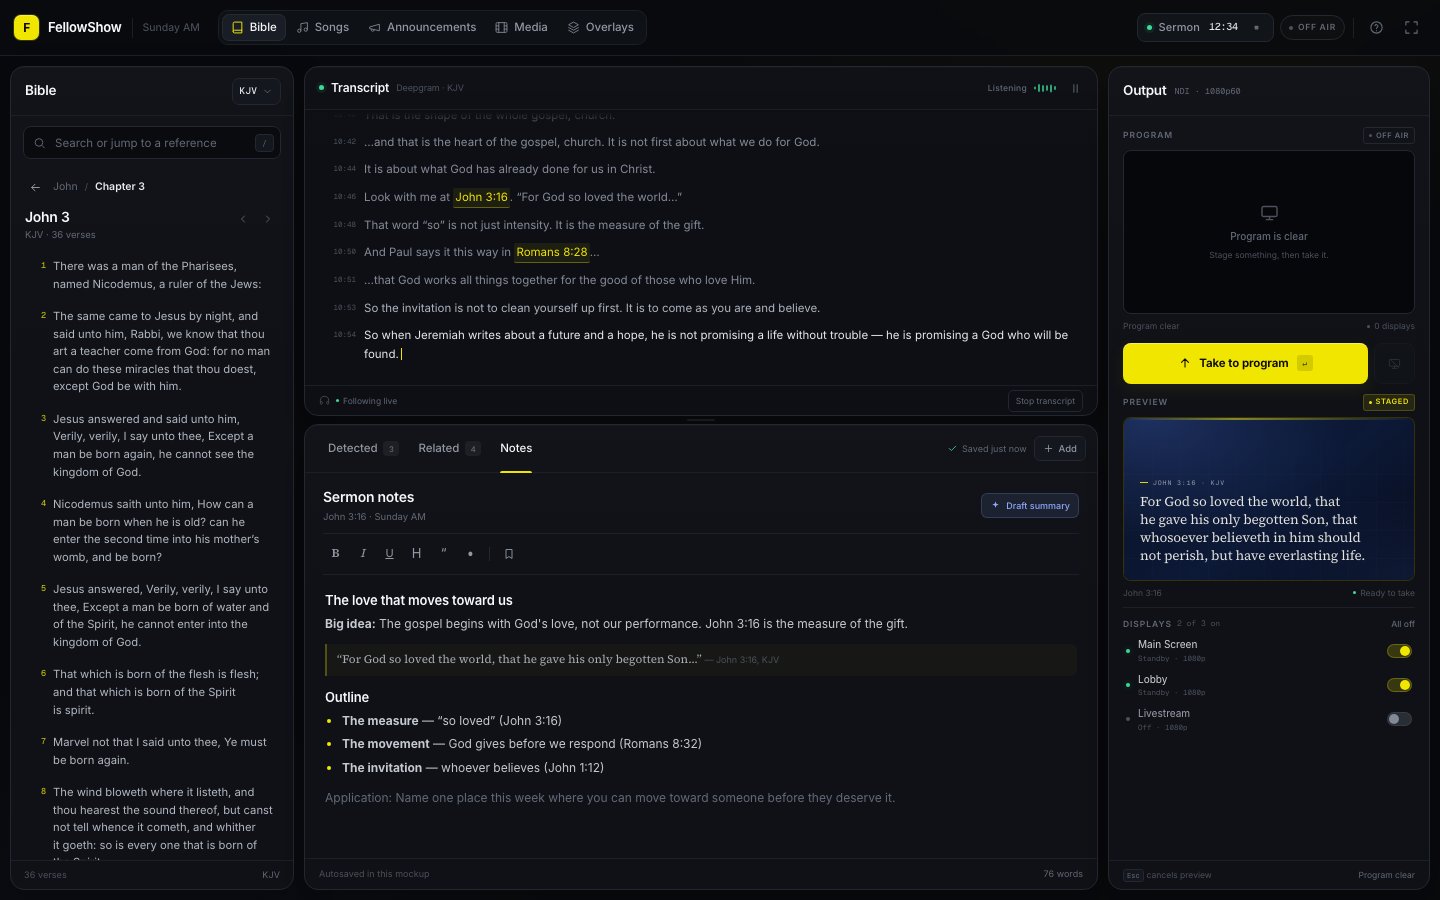 F FellowShow Sunday AM Bible Songs Announcements Media Overlays Sermon 12:34 OFF AIR
Bible KJV
Search or jump to a reference /
← John / Chapter 3
John 3
KJV · 36 verses
1 There was a man of the Pharisees,
named Nicodemus, a ruler of the Jews:
2 The same came to Jesus by night, and
said unto him, Rabbi, we know that thou
art a teacher come from God: for no man
can do these miracles that thou doest,
except God be with him.
3 Jesus answered and said unto him,
Verily, verily, I say unto thee, Except a
man be born again, he cannot see the
kingdom of God.
4 Nicodemus saith unto him, How can a
man be born when he is old? can he
enter the second time into his mother's
womb, and be born?
5 Jesus answered, Verily, verily, I say unto
thee, Except a man be born of water and
of the Spirit, he cannot enter into the
kingdom of God.
6 That which is born of the flesh is flesh;
and that which is born of the Spirit
is spirit.
7 Marvel not that I said unto thee, Ye must
be born again.
8 The wind bloweth where it listeth, and
thou hearest the sound thereof, but canst
not tell whence it cometh, and whither
it goeth: so is every one that is born of
the Spirit.
36 verses KJV
Transcript Deepgram · KJV Listening
That is the shape of the whole gospel, church.
10:42 …and that is the heart of the gospel, church. It is not first about what we do for God.
10:44 It is about what God has already done for us in Christ.
10:46 Look with me at John 3:16. “For God so loved the world…”
10:48 That word “so” is not just intensity. It is the measure of the gift.
10:50 And Paul says it this way in Romans 8:28…
10:51 …that God works all things together for the good of those who love Him.
10:53 So the invitation is not to clean yourself up first. It is to come as you are and believe.
10:54 So when Jeremiah writes about a future and a hope, he is not promising a life without trouble — he is promising a God who will be
found.
Following live Stop transcript
Detected 3 Related 4 Notes Saved just now + Add
Sermon notes
John 3:16 · Sunday AM Draft summary
B I U H “ •
The love that moves toward us
Big idea: The gospel begins with God's love, not our performance. John 3:16 is the measure of the gift.
“For God so loved the world, that he gave his only begotten Son…” — John 3:16, KJV
Outline
• The measure — “so loved” (John 3:16)
• The movement — God gives before we respond (Romans 8:32)
• The invitation — whoever believes (John 1:12)
Application: Name one place this week where you can move toward someone before they deserve it.
Autosaved in this mockup 76 words
Output NDI · 1080p60
PROGRAM OFF AIR
Program is clear
Stage something, then take it.
Program clear 0 displays
↑ Take to program ↵
PREVIEW STAGED
JOHN 3:16 · KJV
For God so loved the world, that
he gave his only begotten Son, that
whosoever believeth in him should
not perish, but have everlasting life.
John 3:16 Ready to take
DISPLAYS 2 of 3 on All off
Main Screen
Standby · 1080p
Lobby
Standby · 1080p
Livestream
Off · 1080p
Esc cancels preview Program clear